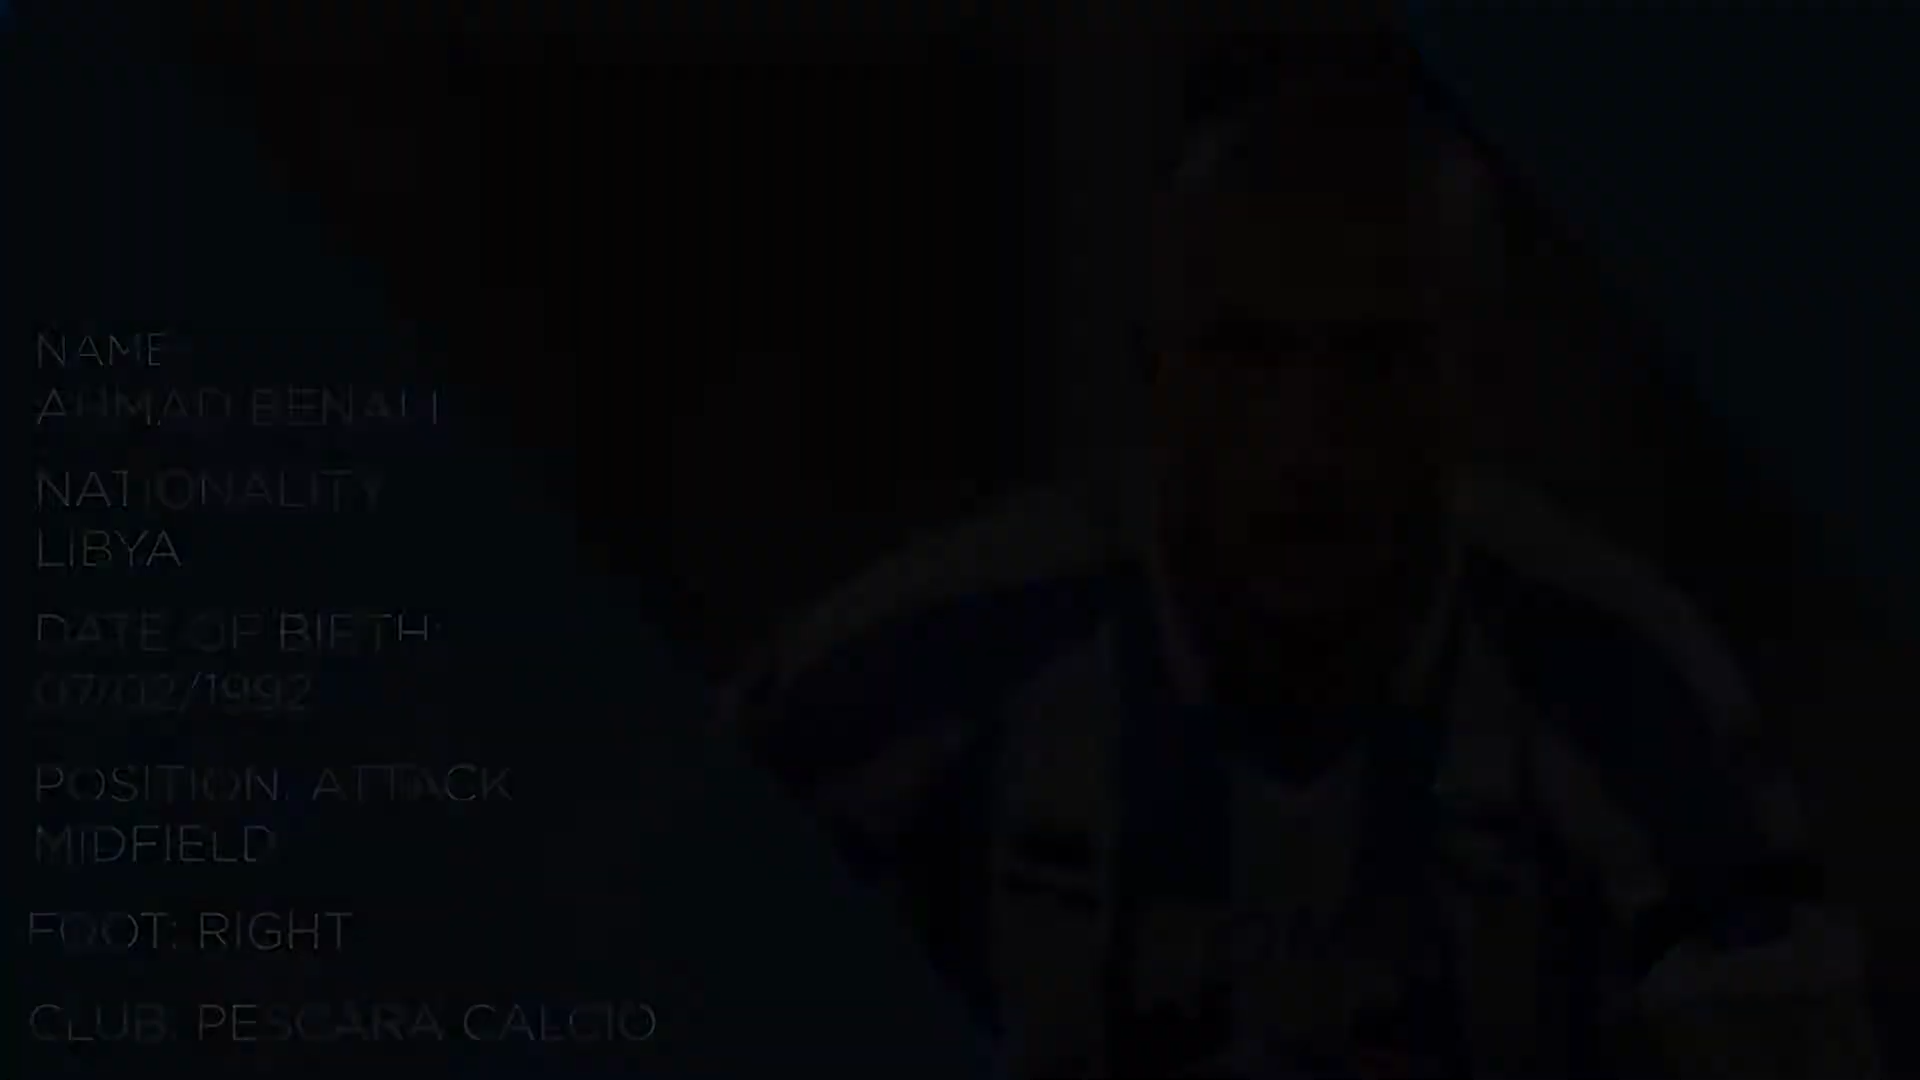 NAME
AHMAD BENALI
NATIONALITY
LIBYA
DATE OF BIRTH:
07/02/1992
POSITION: ATTACK
MIDFIELD
FOOT: RIGHT
CLUB: PESCARA CALCIO